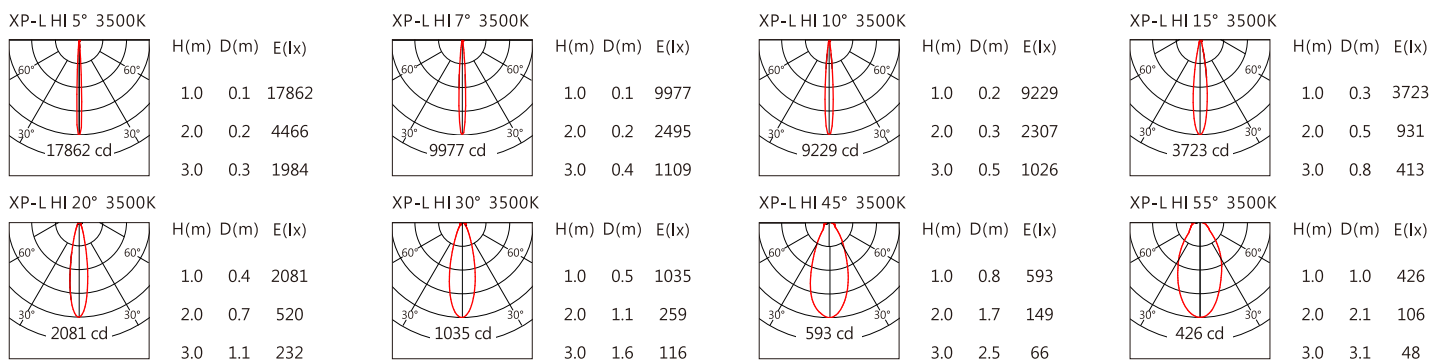 XP-L HI 5° 3500K
H(m) D(m) E(lx)
60° 60°
1.0 0.1 17862
2.0 0.2 4466
30° 30°
17862 cd
3.0 0.3 1984
XP-L HI 7° 3500K
H(m) D(m) E(lx)
60° 60°
1.0 0.1 9977
2.0 0.2 2495
30° 30°
9977 cd
3.0 0.4 1109
XP-L HI 10° 3500K
H(m) D(m) E(lx)
60° 60°
1.0 0.2 9229
2.0 0.3 2307
30° 30°
9229 cd
3.0 0.5 1026
XP-L HI 15° 3500K
H(m) D(m) E(lx)
60° 60°
1.0 0.3 3723
2.0 0.5 931
30° 30°
3723 cd
3.0 0.8 413
XP-L HI 20° 3500K
H(m) D(m) E(lx)
60° 60°
1.0 0.4 2081
2.0 0.7 520
30° 30°
2081 cd
3.0 1.1 232
XP-L HI 30° 3500K
H(m) D(m) E(lx)
60° 60°
1.0 0.5 1035
2.0 1.1 259
30° 30°
1035 cd
3.0 1.6 116
XP-L HI 45° 3500K
H(m) D(m) E(lx)
60° 60°
1.0 0.8 593
2.0 1.7 149
30° 30°
593 cd
3.0 2.5 66
XP-L HI 55° 3500K
H(m) D(m) E(lx)
60° 60°
1.0 1.0 426
2.0 2.1 106
30° 30°
426 cd
3.0 3.1 48